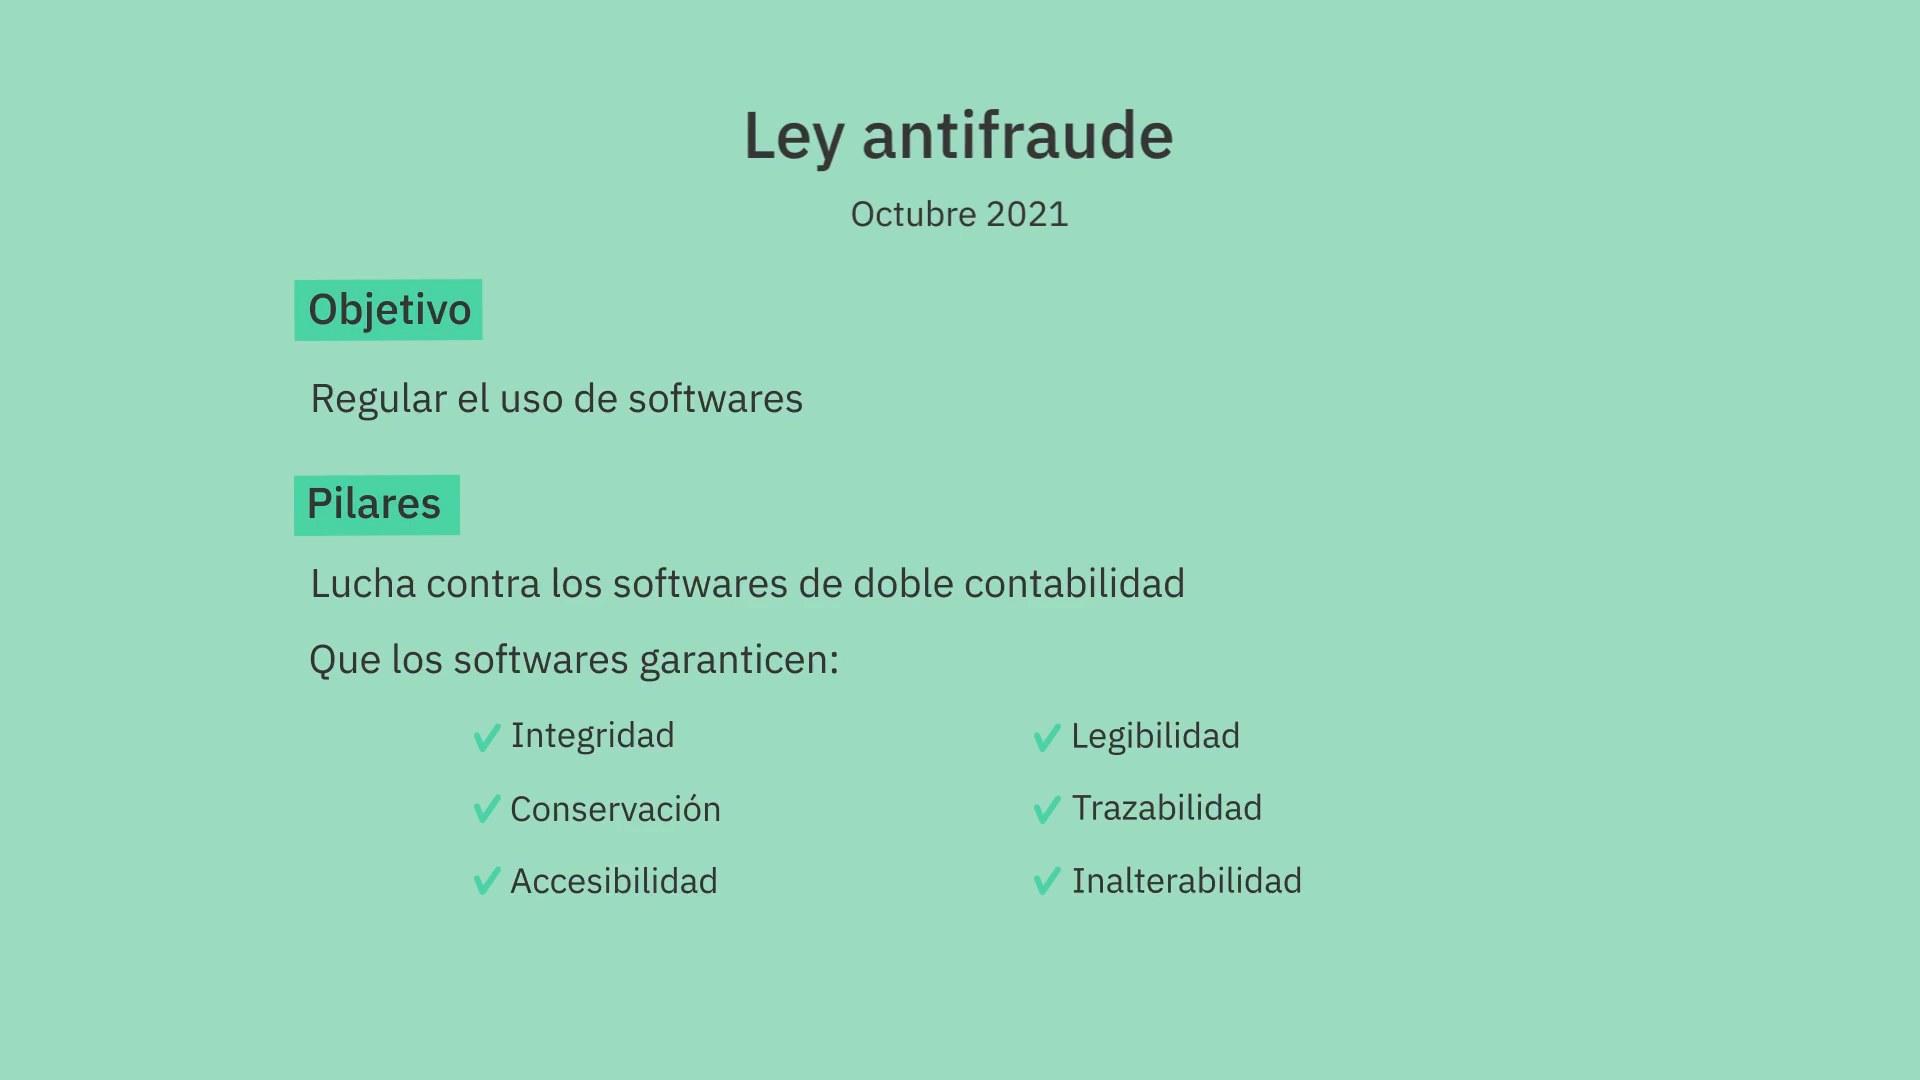 Ley antifraude
Octubre 2021
Objetivo
Regular el uso de softwares
Pilares
Lucha contra los softwares de doble contabilidad
Que los softwares garanticen:
Integridad
Legibilidad
Conservación
Trazabilidad
Accesibilidad
Inalterabilidad